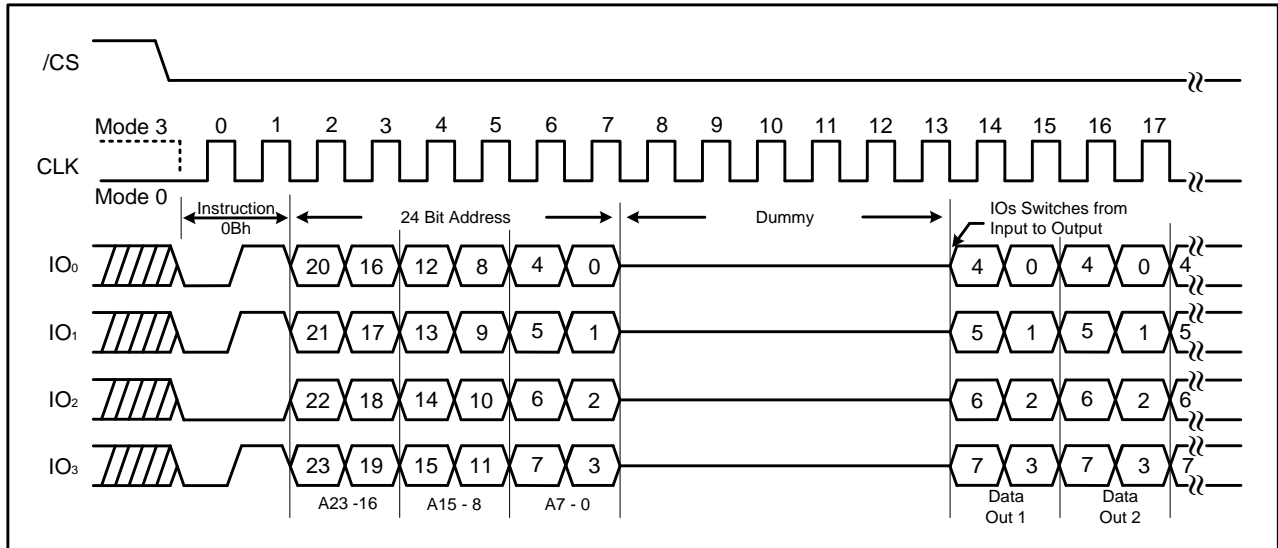 /CS
Mode 3
0 1 2 3 4 5 6 7 8 9 10 11 12 13 14 15 16 17
CLK
Mode 0
Instruction
0Bh
24 Bit Address
Dummy
IOs Switches from
Input to Output
IO0 20 16 12 8 4 0 4 0 4 0 4
IO1 21 17 13 9 5 1 5 1 5 1 5
IO2 22 18 14 10 6 2 6 2 6 2 6
IO3 23 19 15 11 7 3 7 3 7 3 7
A23 -16 A15 - 8 A7 - 0
Data
Out 1
Data
Out 2